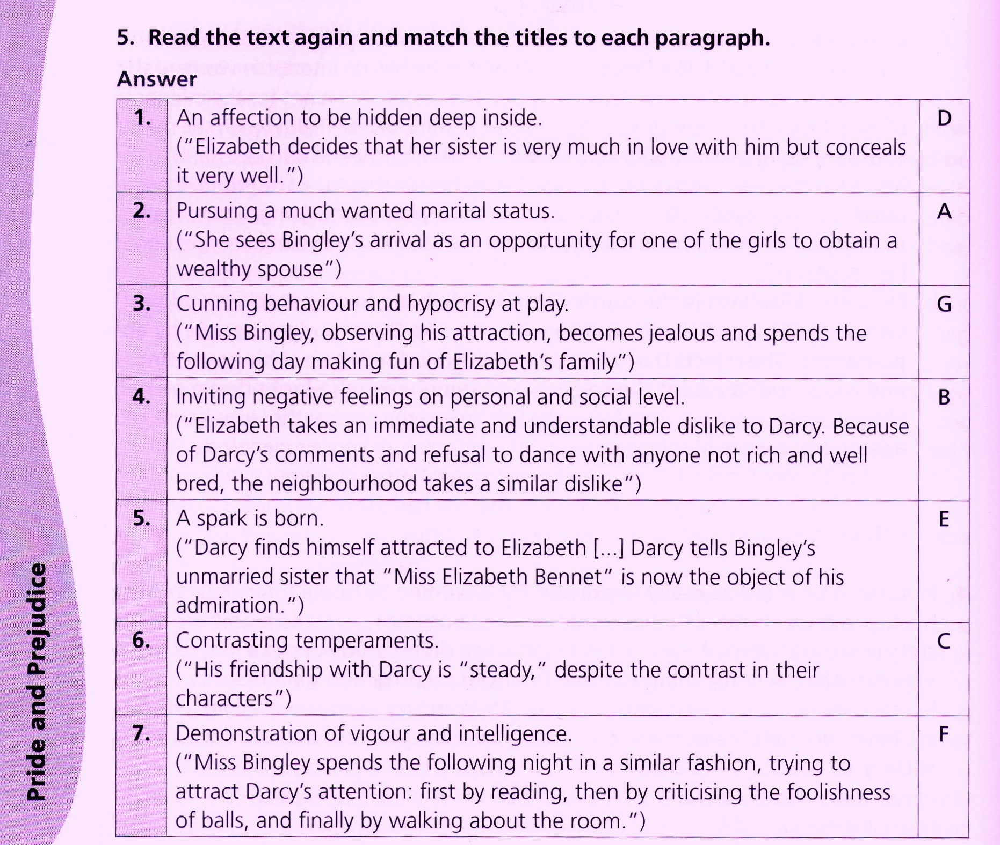 5. Read the text again and match the titles to each paragraph.
Answer
1. An affection to be hidden deep inside. D
(“Elizabeth decides that her sister is very much in love with him but conceals
it very well.”)
2. Pursuing a much wanted marital status. A
(“She sees Bingley’s arrival as an opportunity for one of the girls to obtain a
wealthy spouse”)
3. Cunning behaviour and hypocrisy at play. G
(“Miss Bingley, observing his attraction, becomes jealous and spends the
following day making fun of Elizabeth’s family”)
4. Inviting negative feelings on personal and social level. B
(“Elizabeth takes an immediate and understandable dislike to Darcy. Because
of Darcy’s comments and refusal to dance with anyone not rich and well
bred, the neighbourhood takes a similar dislike”)
5. A spark is born. E
(“Darcy finds himself attracted to Elizabeth [...] Darcy tells Bingley’s
unmarried sister that “Miss Elizabeth Bennet” is now the object of his
admiration.”)
6. Contrasting temperaments. C
(“His friendship with Darcy is “steady,” despite the contrast in their
characters”)
7. Demonstration of vigour and intelligence. F
(“Miss Bingley spends the following night in a similar fashion, trying to
attract Darcy’s attention: first by reading, then by criticising the foolishness
of balls, and finally by walking about the room.”)
Pride and Prejudice